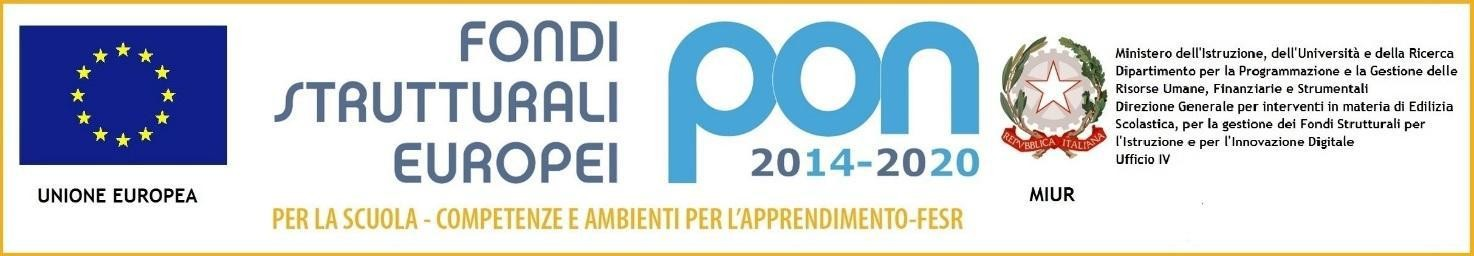 UNIONE EUROPEA
FONDI
STRUTTURALI
EUROPEI
pon
2014-2020
PER LA SCUOLA - COMPETENZE E AMBIENTI PER L'APPRENDIMENTO-FESR
REPVBBLICA ITALIANA
MIUR
Ministero dell'Istruzione, dell'Università e della Ricerca
Dipartimento per la Programmazione e la Gestione delle
Risorse Umane, Finanziarie e Strumentali
Direzione Generale per interventi in materia di Edilizia
Scolastica, per la gestione dei Fondi Strutturali per
l'Istruzione e per l'Innovazione Digitale
Ufficio IV